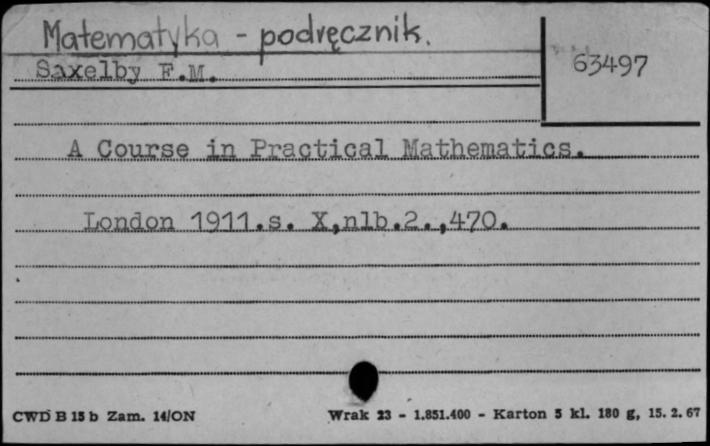 Matematyka - podręcznik.
63497
Saxelby F.M.
A Course in Practical Mathematics.
London 1911.s. X,nlb.2.,470.
CWD B 15 b Zam. 14/ON
Wrak 23 - 1.851.400 - Karton 5 kl. 180 g, 15. 2. 67